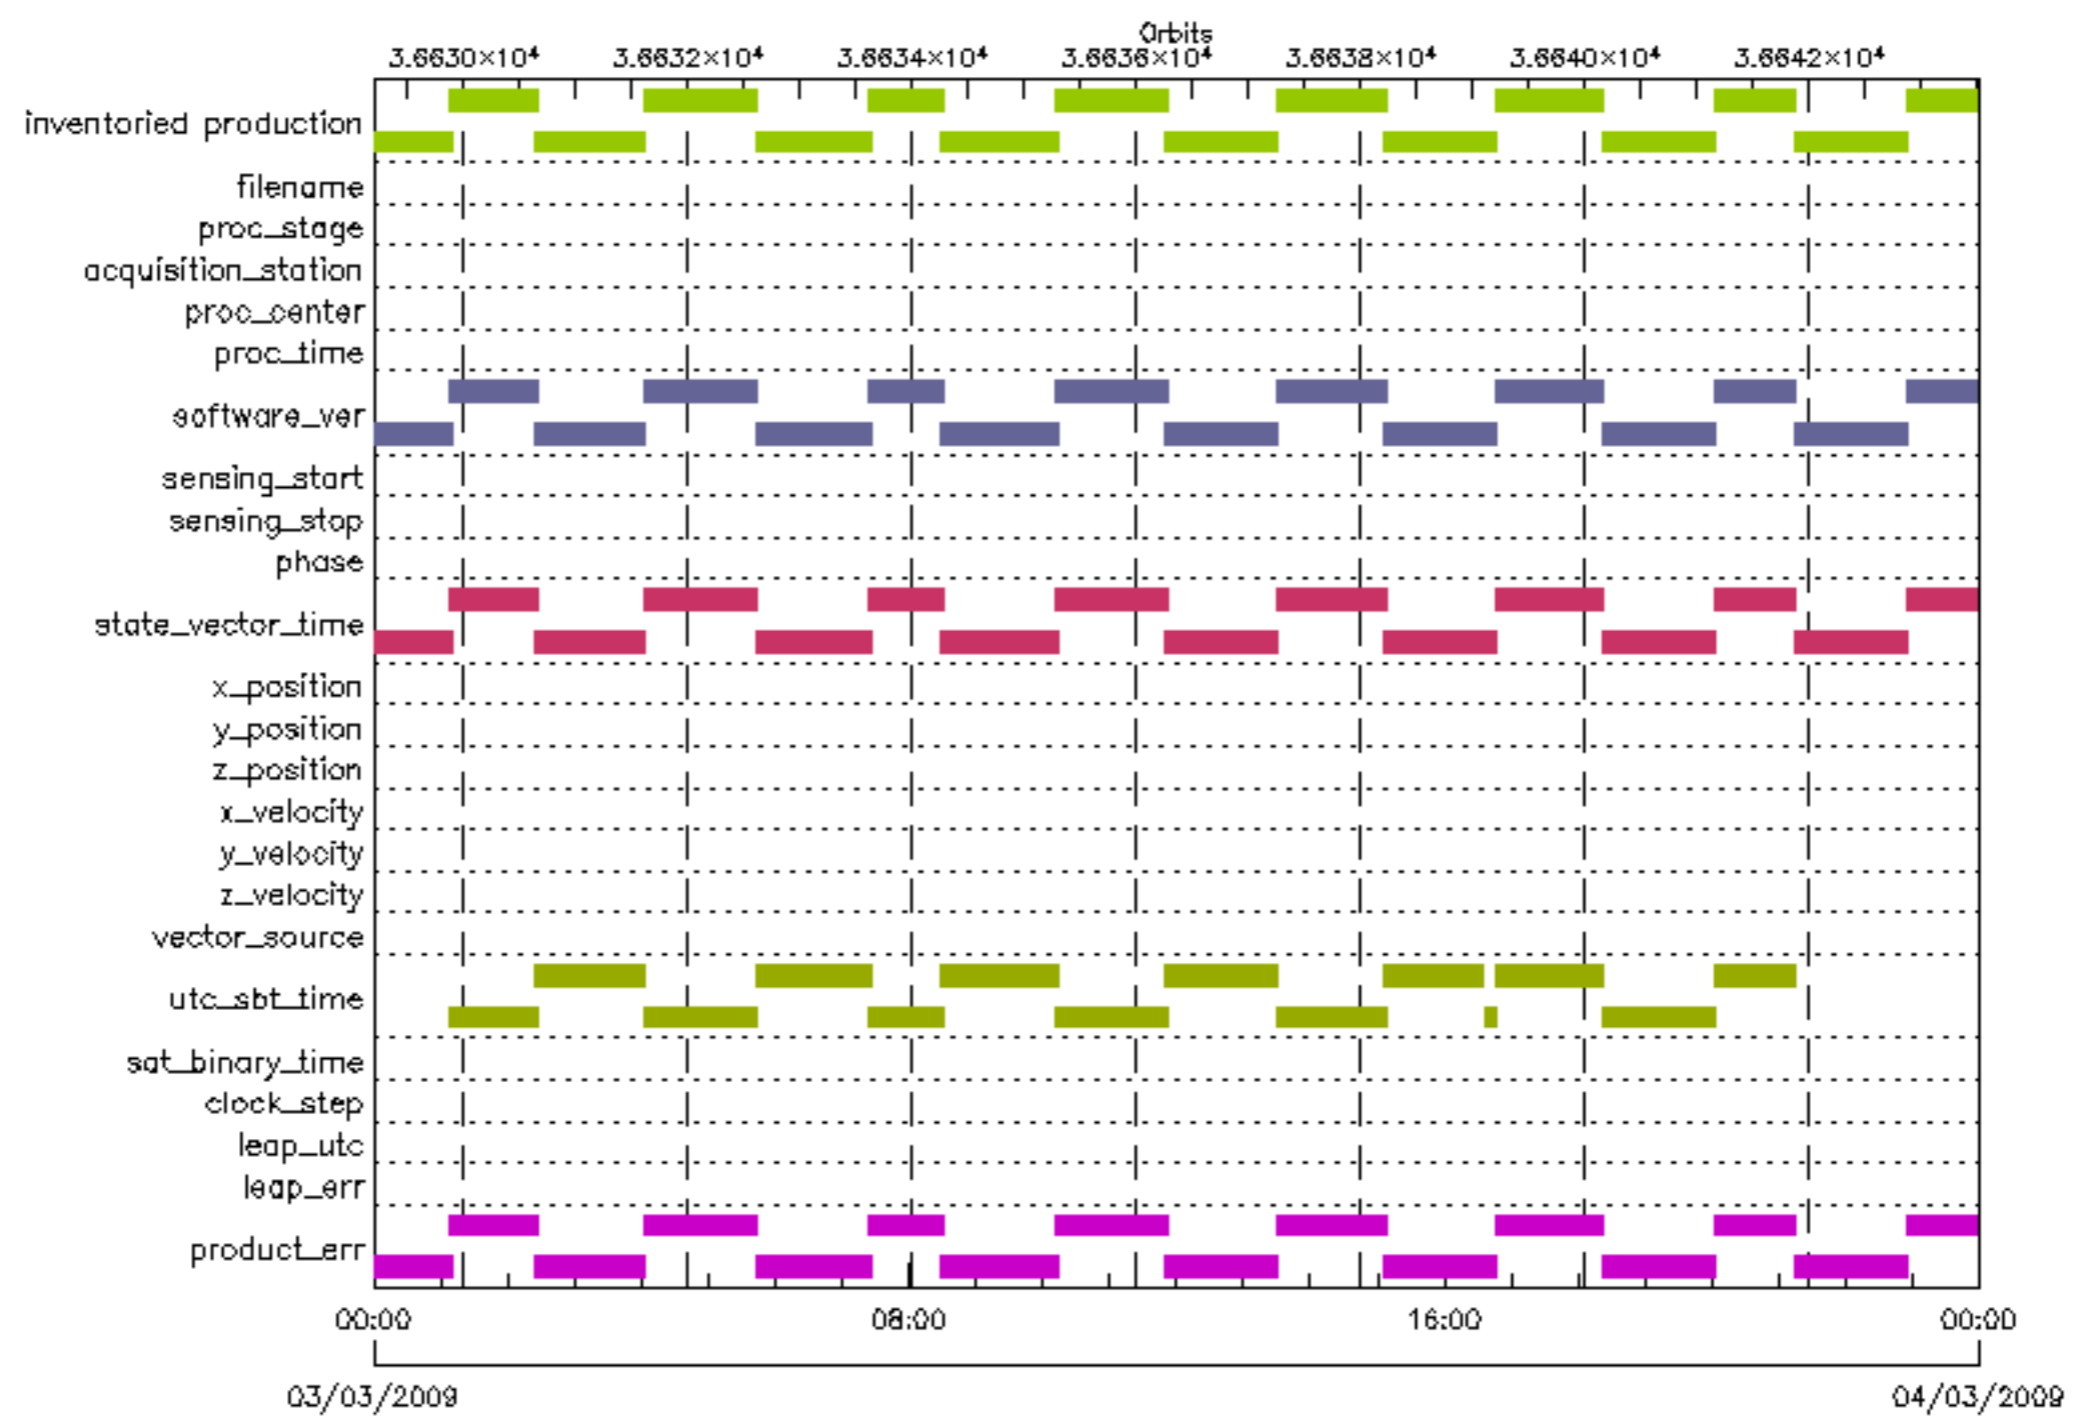 Orbits
3.6630×10⁴ 3.6632×10⁴ 3.6634×10⁴ 3.6636×10⁴ 3.6638×10⁴ 3.6640×10⁴ 3.6642×10⁴
inventoried production
filename
proc_stage
acquisition_station
proc_center
proc_time
software_ver
sensing_start
sensing_stop
phase
state_vector_time
x_position
y_position
z_position
x_velocity
y_velocity
z_velocity
vector_source
utc_sbt_time
sat_binary_time
clock_step
leap_utc
leap_err
product_err
00:00 08:00 16:00 00:00
03/03/2009 04/03/2009